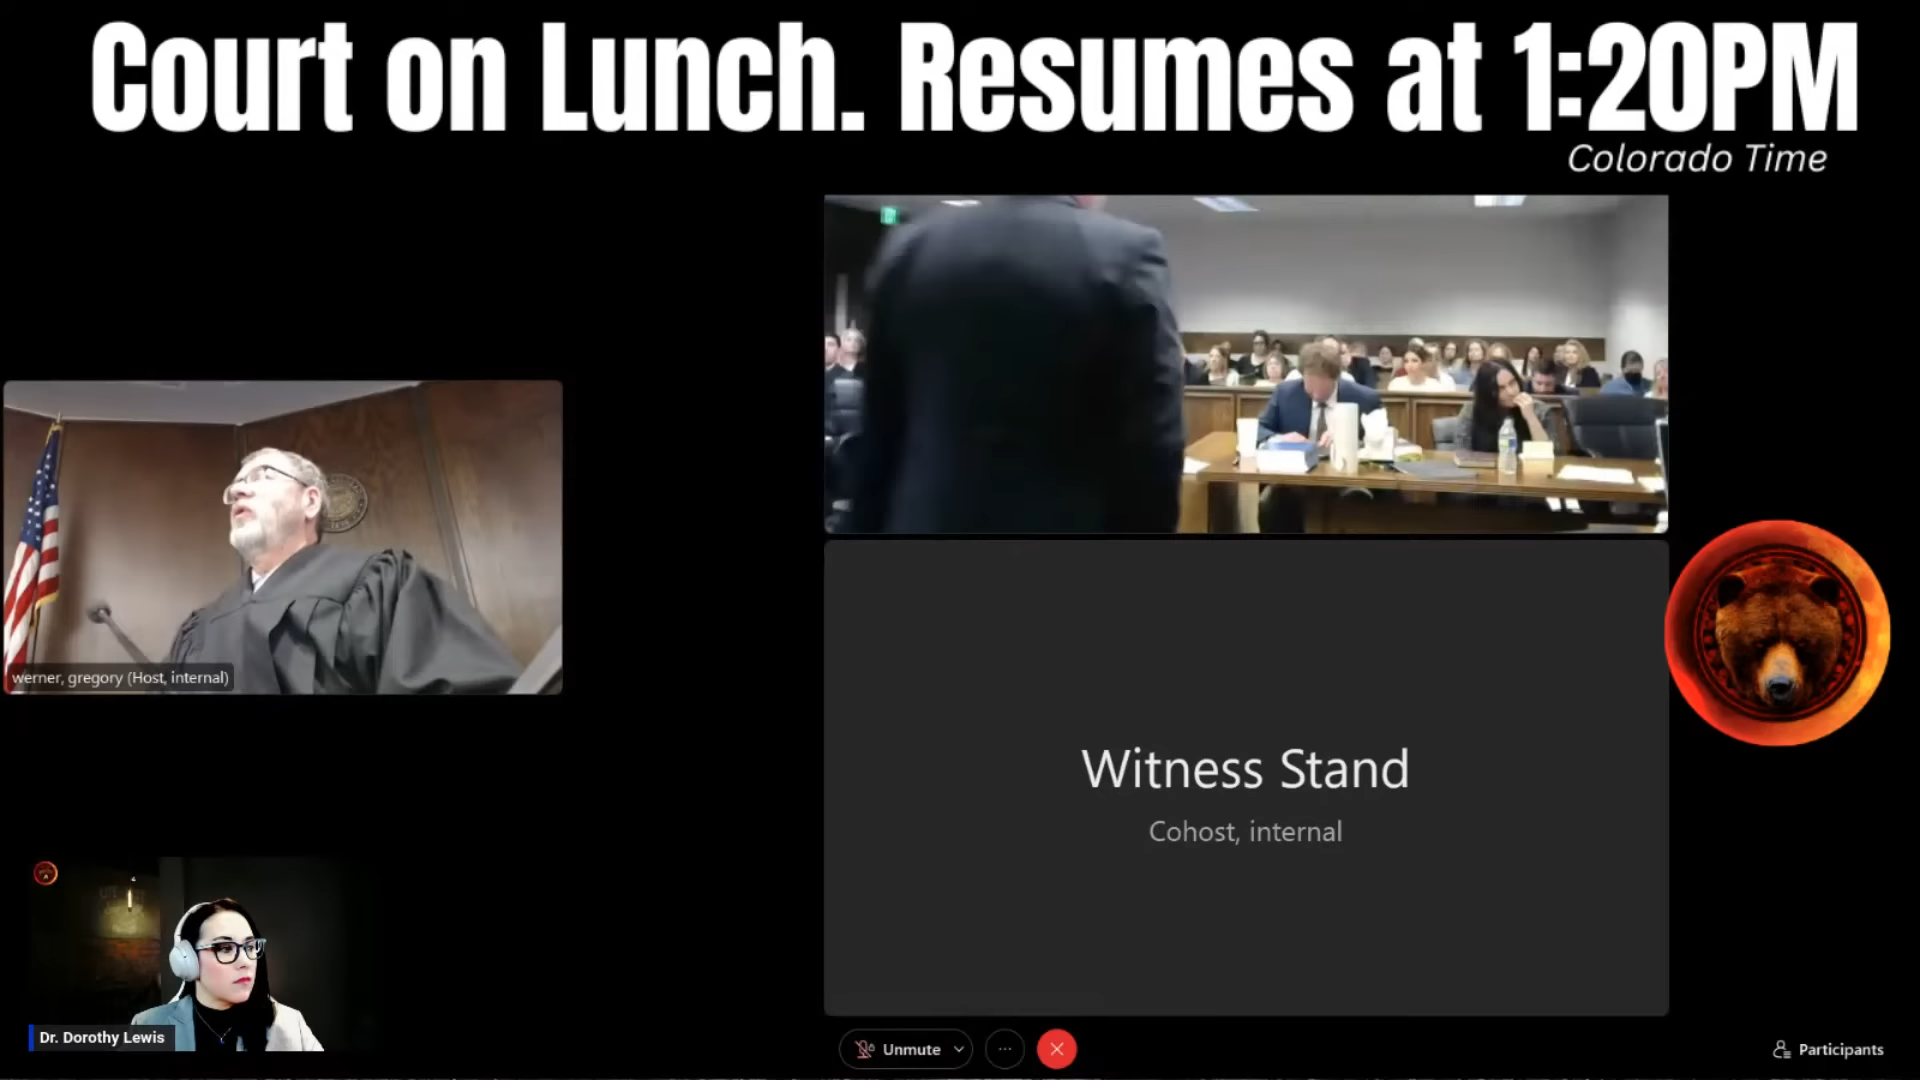 Court on Lunch. Resumes at 1:20PM
Colorado Time
werner, gregory (Host, internal)
Witness Stand
Cohost, internal
Dr. Dorothy Lewis
Unmute
Participants